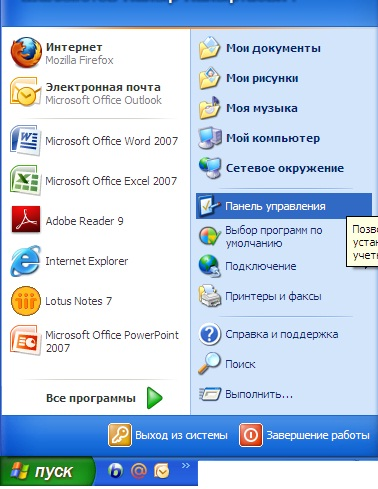 Интернет
Mozilla Firefox
Электронная почта
Microsoft Office Outlook
Microsoft Office Word 2007
Microsoft Office Excel 2007
Adobe Reader 9
Internet Explorer
Lotus Notes 7
Microsoft Office PowerPoint
2007
Все программы
Мои документы
Мои рисунки
Моя музыка
Мой компьютер
Сетевое окружение
Панель управления
Выбор программ по
умолчанию
Подключение
Принтеры и факсы
Справка и поддержка
Поиск
Выполнить...
Позво
устан
учетн
Выход из системы
Завершение работы
пуск